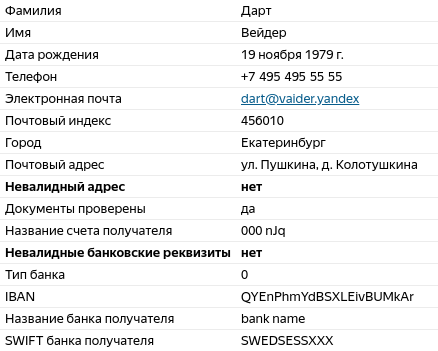 Фамилия Дарт
Имя Вейдер
Дата рождения 19 ноября 1979 г.
Телефон +7 495 495 55 55
Электронная почта dart@vaider.yandex
Почтовый индекс 456010
Город Екатеринбург
Почтовый адрес ул. Пушкина, д. Колотушкина
Невалидный адрес нет
Документы проверены да
Название счета получателя 000 nJq
Невалидные банковские реквизиты нет
Тип банка 0
IBAN QYEnPhmYdBSXLEivBUMkAr
Название банка получателя bank name
SWIFT банка получателя SWEDSESSXXX